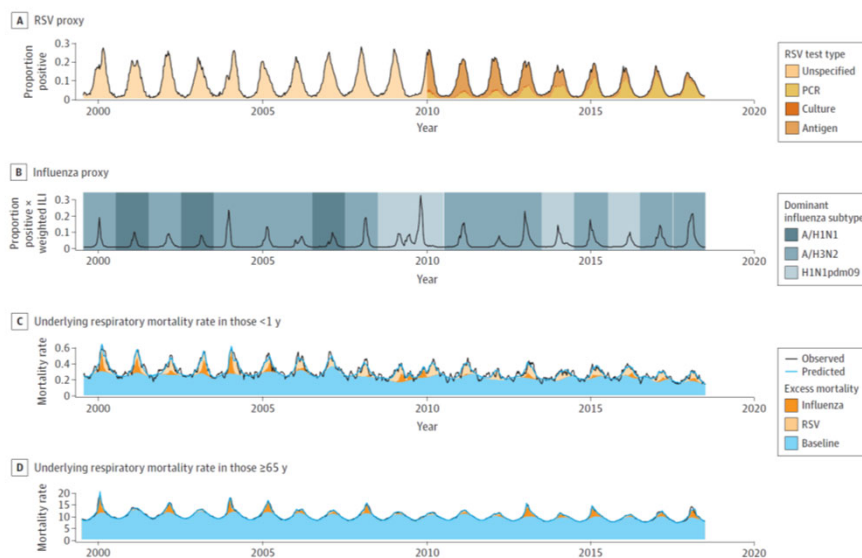 A RSV proxy
Proportion
positive
0.3
0.2
0.1
0
2000 2005 2010 2015 2020
Year
RSV test type
Unspecified
PCR
Culture
Antigen
B Influenza proxy
Proportion
positive ×
weighted ILI
0.3
0.2
0.1
0
2000 2005 2010 2015 2020
Year
Dominant
influenza subtype
A/H1N1
A/H3N2
H1N1pdm09
C Underlying respiratory mortality rate in those <1 y
Mortality rate
0.6
0.4
0.2
0
2000 2005 2010 2015 2020
Year
Observed
Predicted
Excess mortality
Influenza
RSV
Baseline
D Underlying respiratory mortality rate in those ≥65 y
Mortality rate
20
15
10
5
0
2000 2005 2010 2015 2020
Year